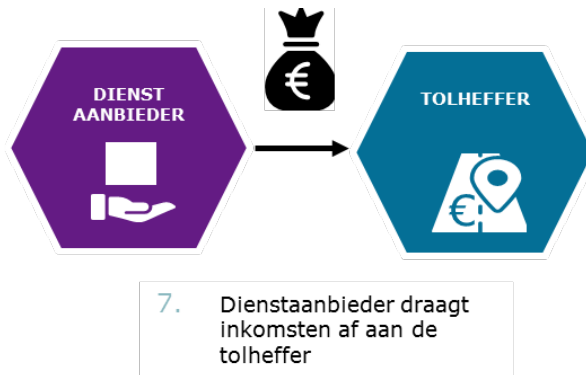 DIENST
AANBIEDER
€
TOLHEFFER
€
7. Dienstaanbieder draagt
inkomsten af aan de
tolheffer